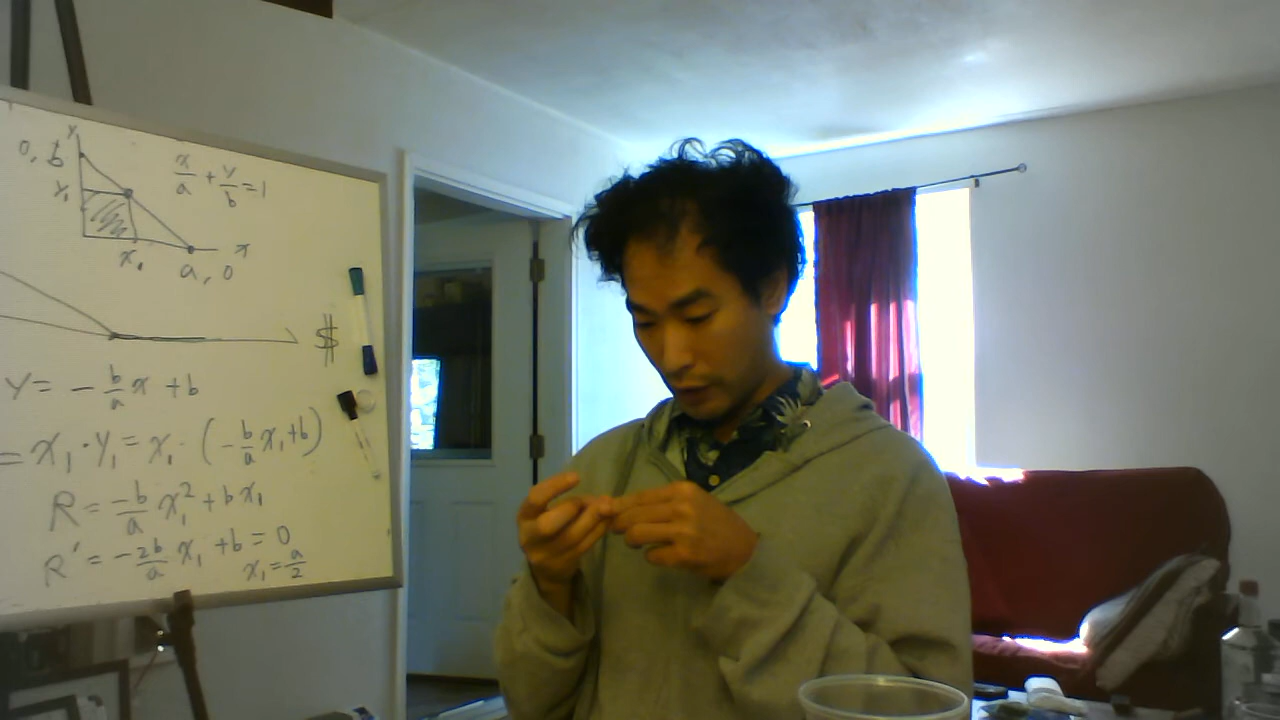 y
0, b
x/a + y/b = 1
y₁
x₁
x
a, 0
$
Y = - b/a x + b
= x₁ · y₁ = x₁ · (- b/a x₁ + b)
R = -b/a x₁² + b x₁
R' = -2b/a x₁ + b = 0
x₁ = a/2